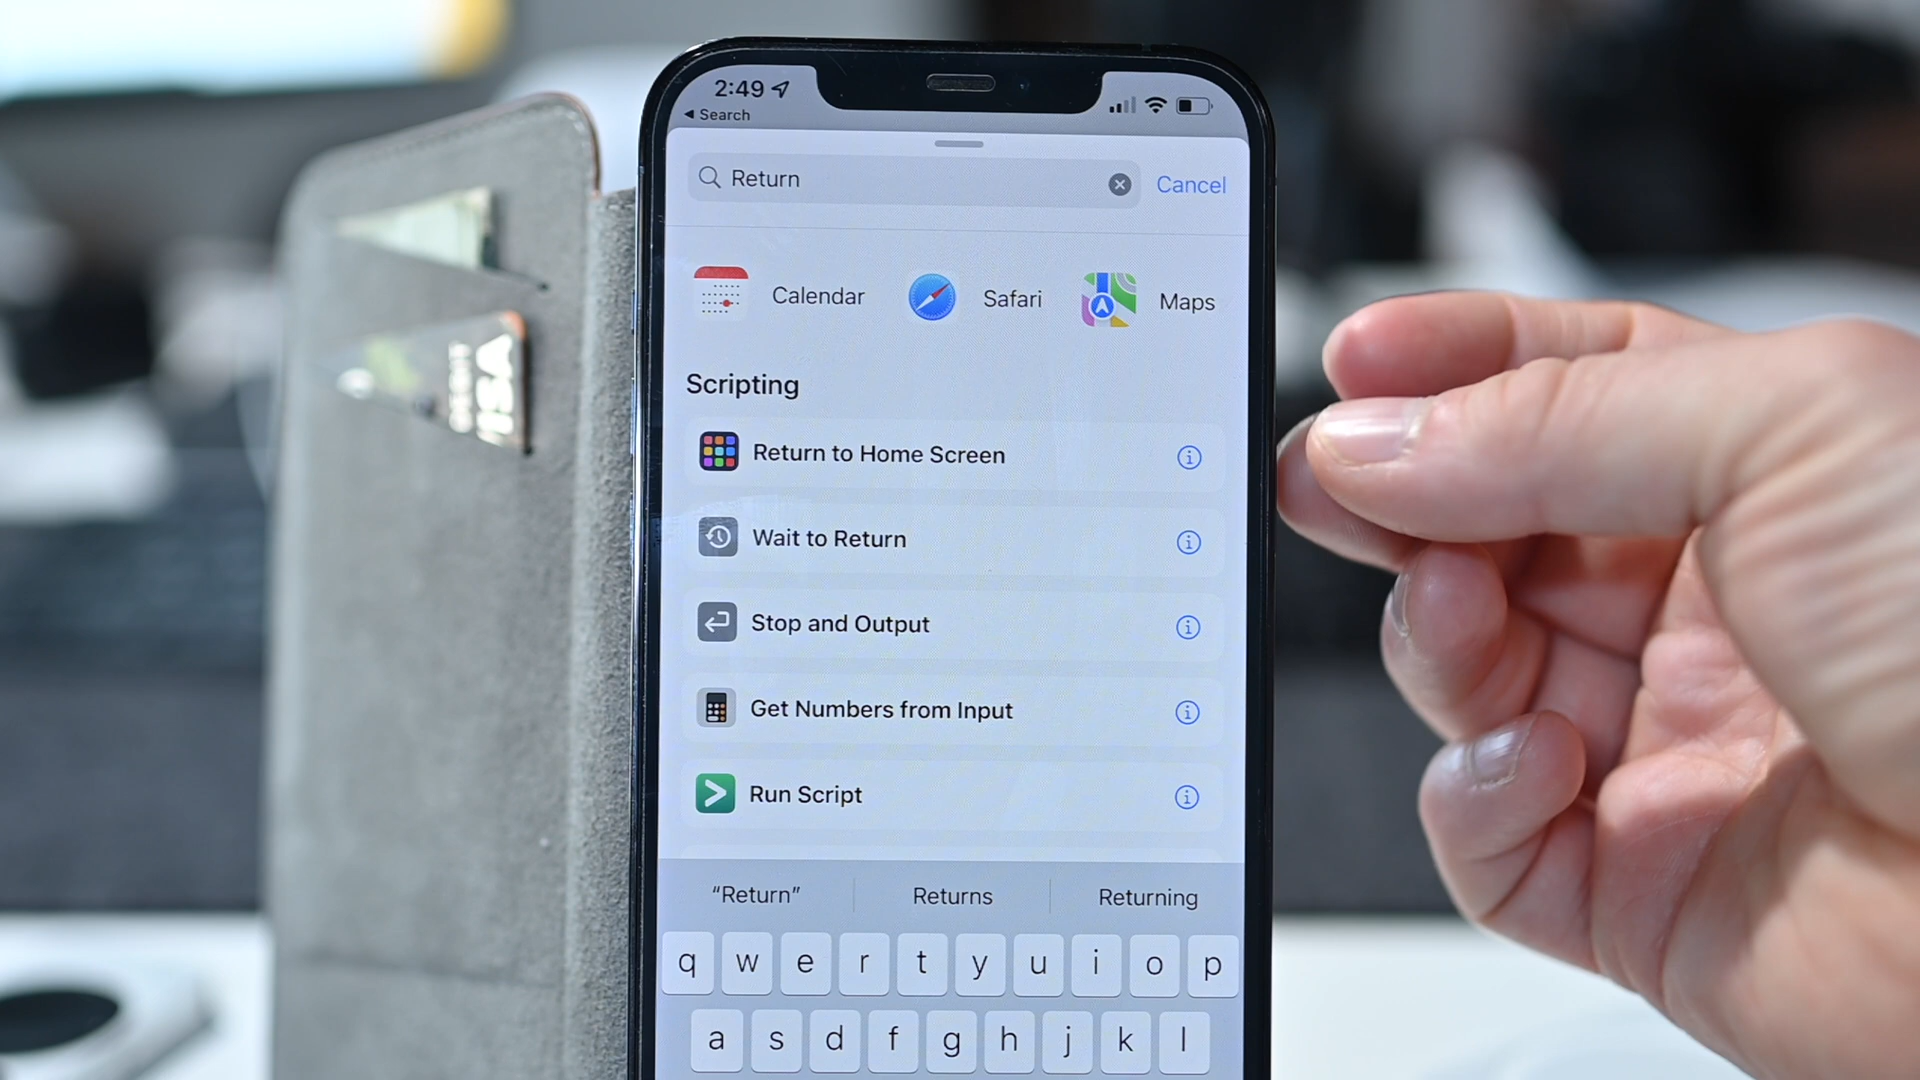 2:49
◀ Search
Return
Cancel
Calendar
Safari
Maps
Scripting
Return to Home Screen
Wait to Return
Stop and Output
Get Numbers from Input
Run Script
“Return”
Returns
Returning
q w e r t y u i o p
a s d f g h j k l